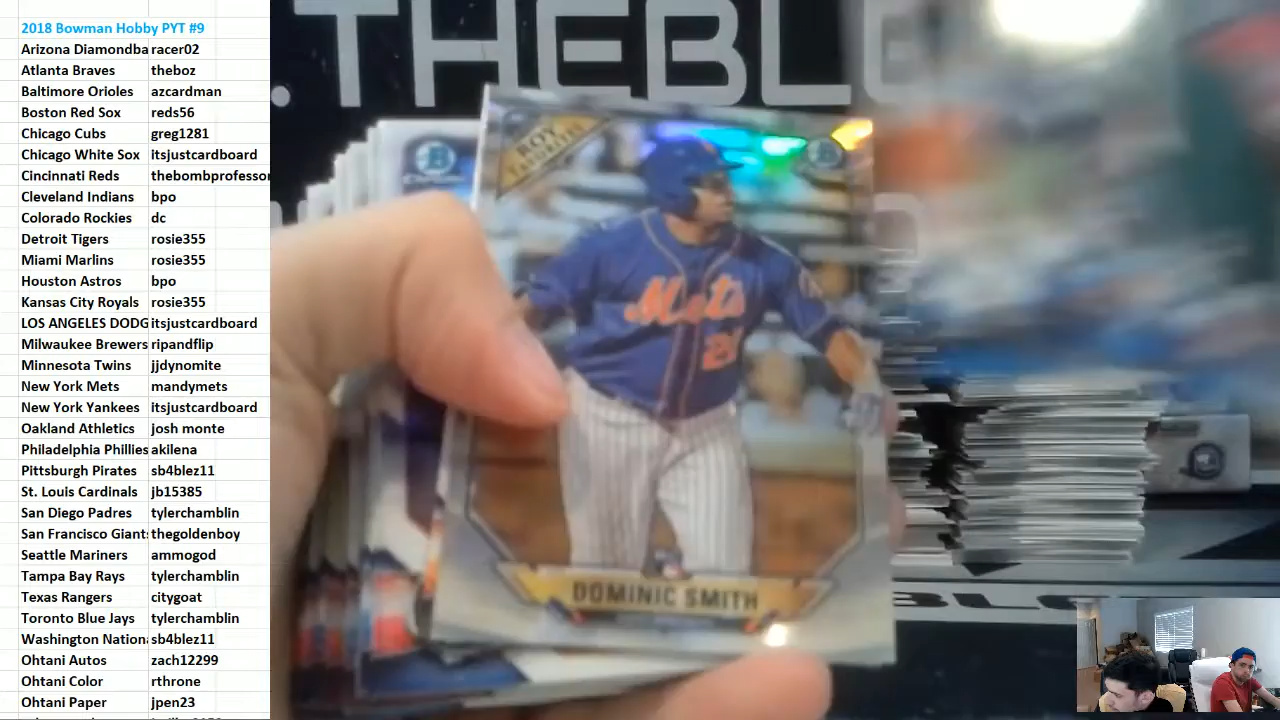 2018 Bowman Hobby PYT #9
Arizona Diamondba racer02
Atlanta Braves theboz
Baltimore Orioles azcardman
Boston Red Sox reds56
Chicago Cubs greg1281
Chicago White Sox itsjustcardboard
Cincinnati Reds thebombprofessor
Cleveland Indians bpo
Colorado Rockies dc
Detroit Tigers rosie355
Miami Marlins rosie355
Houston Astros bpo
Kansas City Royals rosie355
LOS ANGELES DODG itsjustcardboard
Milwaukee Brewers ripandflip
Minnesota Twins jjdynomite
New York Mets mandymets
New York Yankees itsjustcardboard
Oakland Athletics josh monte
Philadelphia Phillies akilena
Pittsburgh Pirates sb4blez11
St. Louis Cardinals jb15385
San Diego Padres tylerchamblin
San Francisco Giants thegoldenboy
Seattle Mariners ammogod
Tampa Bay Rays tylerchamblin
Texas Rangers citygoat
Toronto Blue Jays tylerchamblin
Washington Nation sb4blez11
Ohtani Autos zach12299
Ohtani Color rthrone
Ohtani Paper jpen23
.THEBL
ROY
B
Mets
DOMINIC SMITH